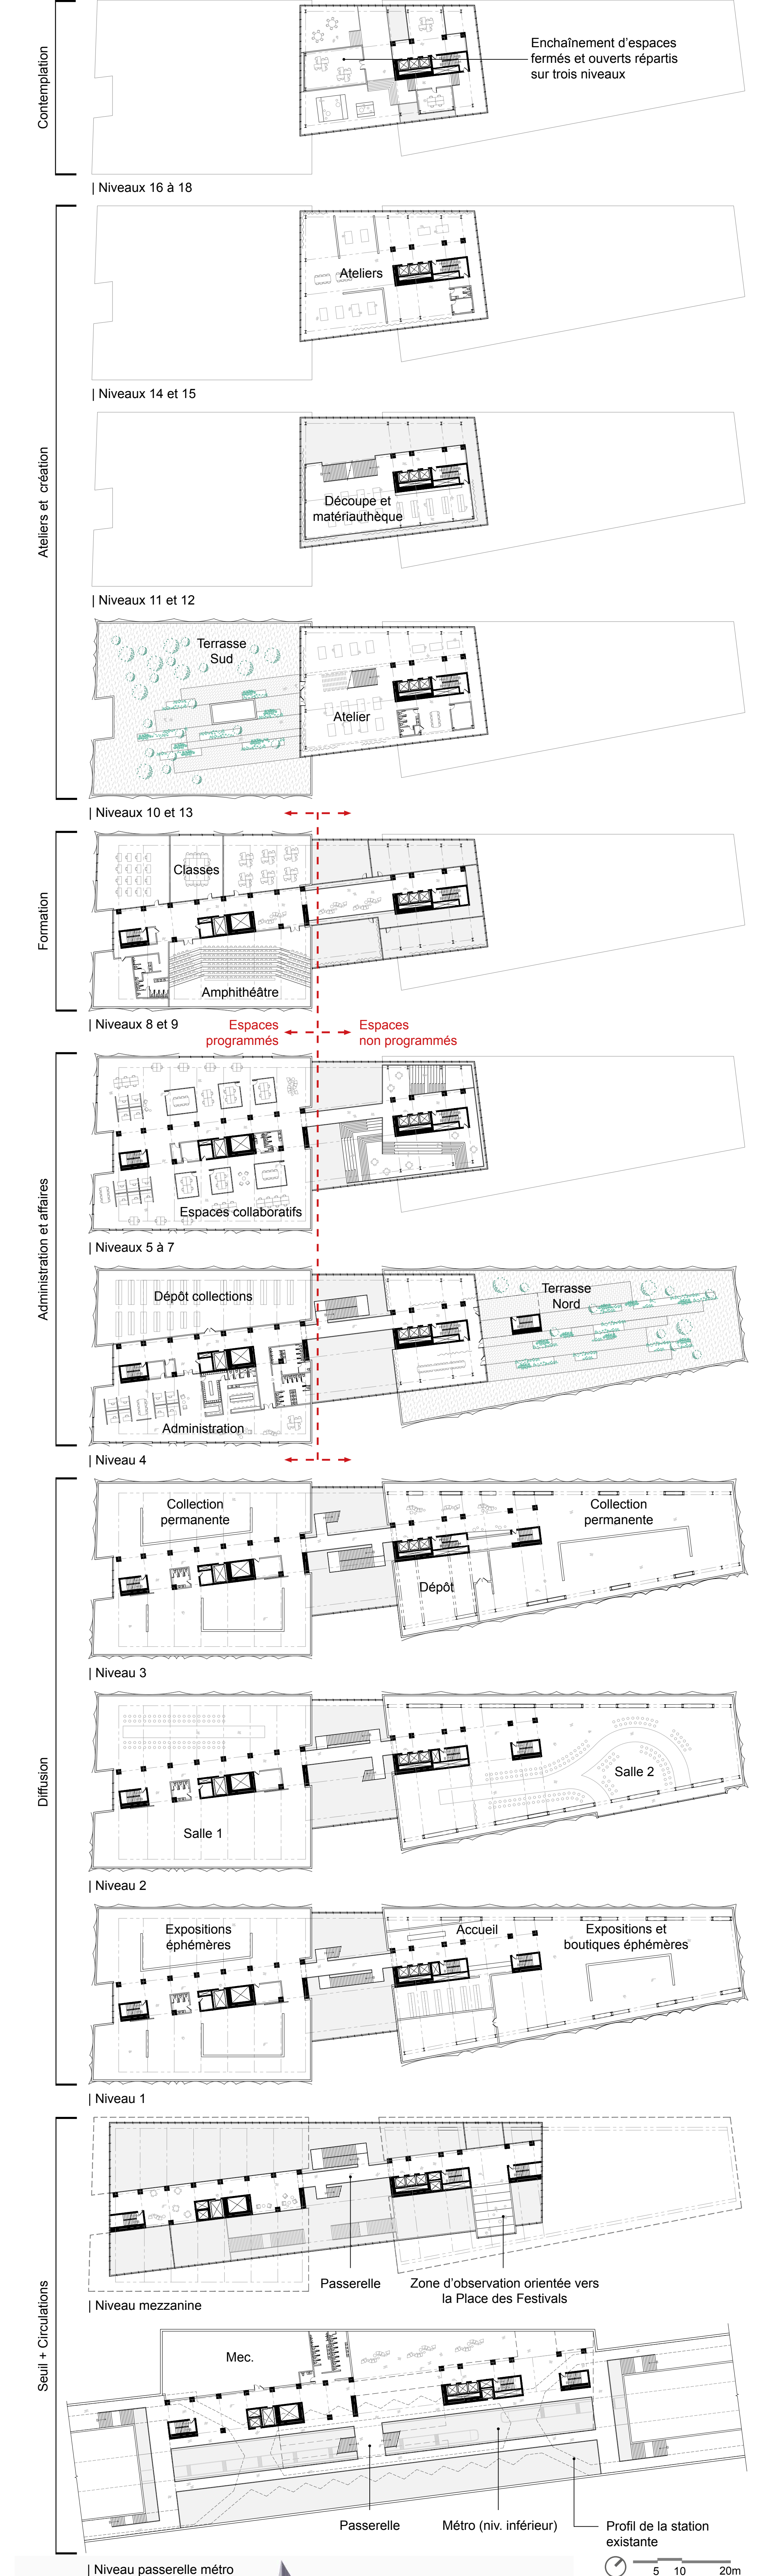 Contemplation
Enchaînement d'espaces
fermés et ouverts répartis
sur trois niveaux
| Niveaux 16 à 18
Ateliers et création
Ateliers
| Niveaux 14 et 15
Découpe et
matériauthèque
| Niveaux 11 et 12
Terrasse
Sud
Atelier
| Niveaux 10 et 13
Formation
Classes
Amphithéâtre
| Niveaux 8 et 9
Espaces
programmés
Espaces
non programmés
Administration et affaires
Espaces collaboratifs
| Niveaux 5 à 7
Dépôt collections
Terrasse
Nord
Administration
| Niveau 4
Diffusion
Collection
permanente
Collection
permanente
Dépôt
| Niveau 3
Salle 2
Salle 1
| Niveau 2
Expositions
éphémères
Accueil
Expositions et
boutiques éphémères
| Niveau 1
Seuil + Circulations
Passerelle
Zone d'observation orientée vers
la Place des Festivals
| Niveau mezzanine
Mec.
Passerelle
Métro (niv. inférieur)
Profil de la station
existante
| Niveau passerelle métro
5 10 20m